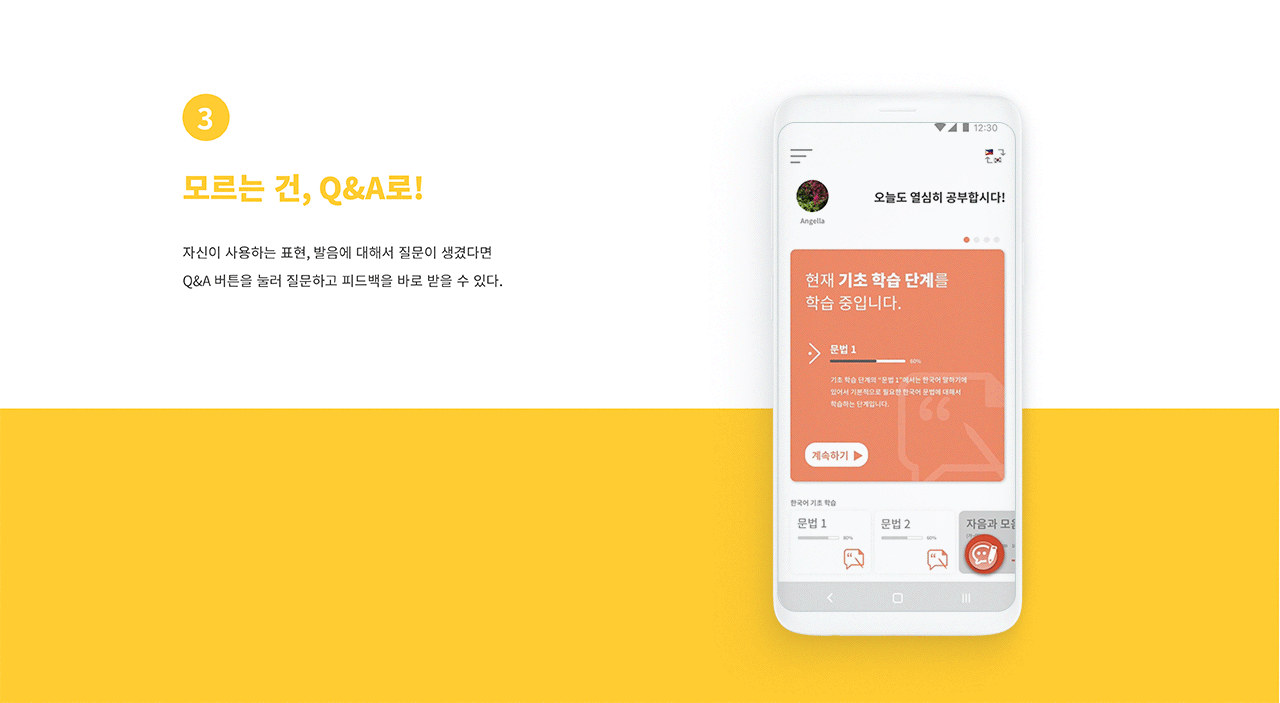 3
모르는 건, Q&A로!
자신이 사용하는 표현, 발음에 대해서 질문이 생겼다면
Q&A 버튼을 눌러 질문하고 피드백을 바로 받을 수 있다.
12:30
오늘도 열심히 공부합시다!
Angella
현재 기초 학습 단계를
학습 중입니다.
문법 1
60%
기초 학습 단계의 "문법 1"에서는 한국어 말하기에
있어서 기본적으로 필요한 한국어 문법에 대해서
학습하는 단계입니다.
계속하기
한국어 기초 학습
문법 1
80%
문법 2
60%
자음과 모음